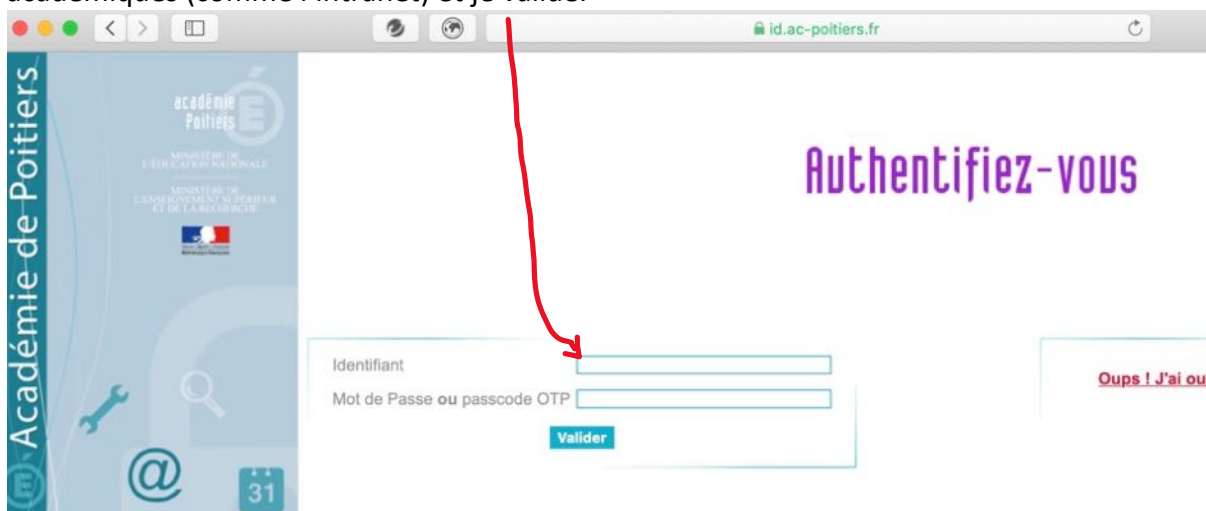 académiques (comme l'intranet) et je valide.
id.ac-poitiers.fr
Académie de Poitiers
académie
Poitiers
MINISTÈRE DE
L'ÉDUCATION NATIONALE
MINISTÈRE DE
L'ENSEIGNEMENT SUPÉRIEUR
ET DE LA RECHERCHE
Authentifiez-vous
Identifiant
Mot de Passe ou passcode OTP
Valider
Oups ! J'ai ou
@
31